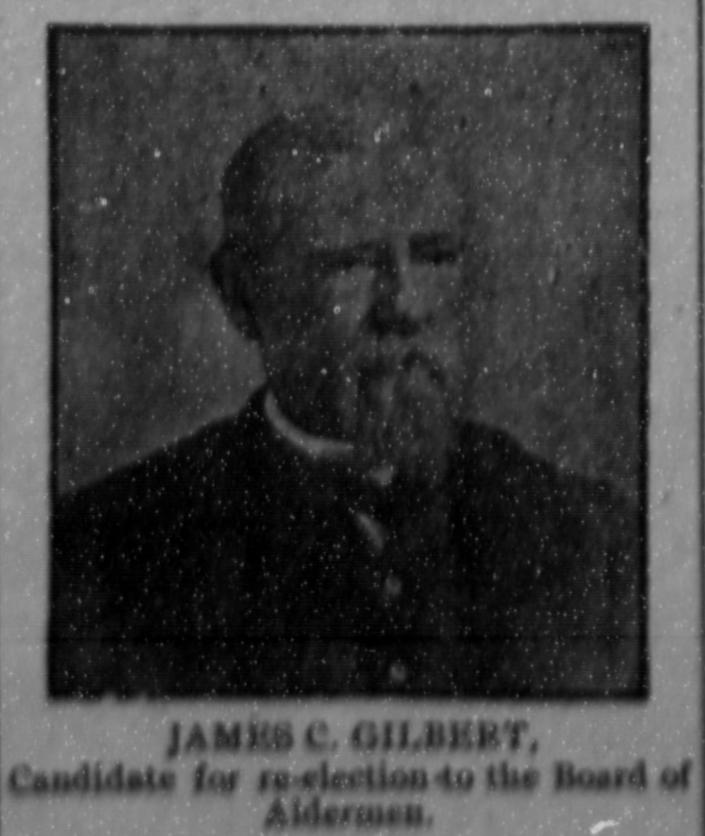 JAMES C. GILBERT,
Candidate for re-election to the Board of
Aldermen.